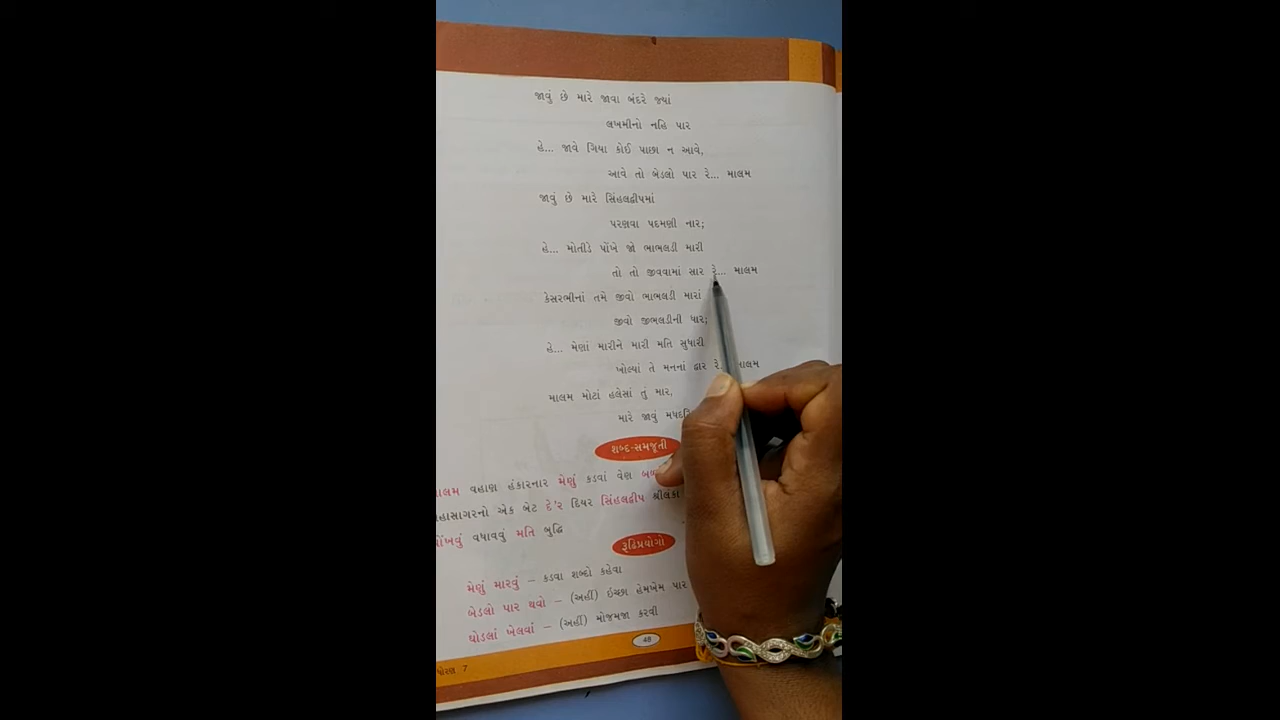 જાવું છે મારે જાવા બંદરે જ્યાં
લખમીનો નહિ પાર
હે... જાવે ગિયા કોઈ પાછા ન આવે,
આવે તો બેડલો પાર રે... માલમ
જાવું છે મારે સિંહલદ્વીપમાં
પરણવા પદમણી નાર;
હે... મોતીડે પોંખે જો ભાભલડી મારી
તો તો જીવવામાં સાર રે... માલમ
કેસરભીનાં તમે જીવો ભાભલડી મારાં
જીવો જીભલડીની ધાર;
હે... મેણાં મારીને મારી મતિ સુધારી
ખોલ્યાં તે મનનાં દ્વાર રે
માલમ મોટાં હલેસાં તું માર,
મારે જાવું
શબ્દ-સમજૂતી
વહાણ હંકારનાર મેણું કડવાં વેણ
એક બેટ દે'ર દિયર સિંહલદ્વીપ શ્રીલંકા
વધાવવું મતિ બુદ્ધિ
રૂઢિપ્રયોગો
મેણું મારવું – કડવા શબ્દો કહેવા
બેડલો પાર થવો – (અહીં) ઇચ્છા હેમખેમ પાર
ઘોડલાં ખેલવાં – (અહીં) મોજમજા કરવી
48
7